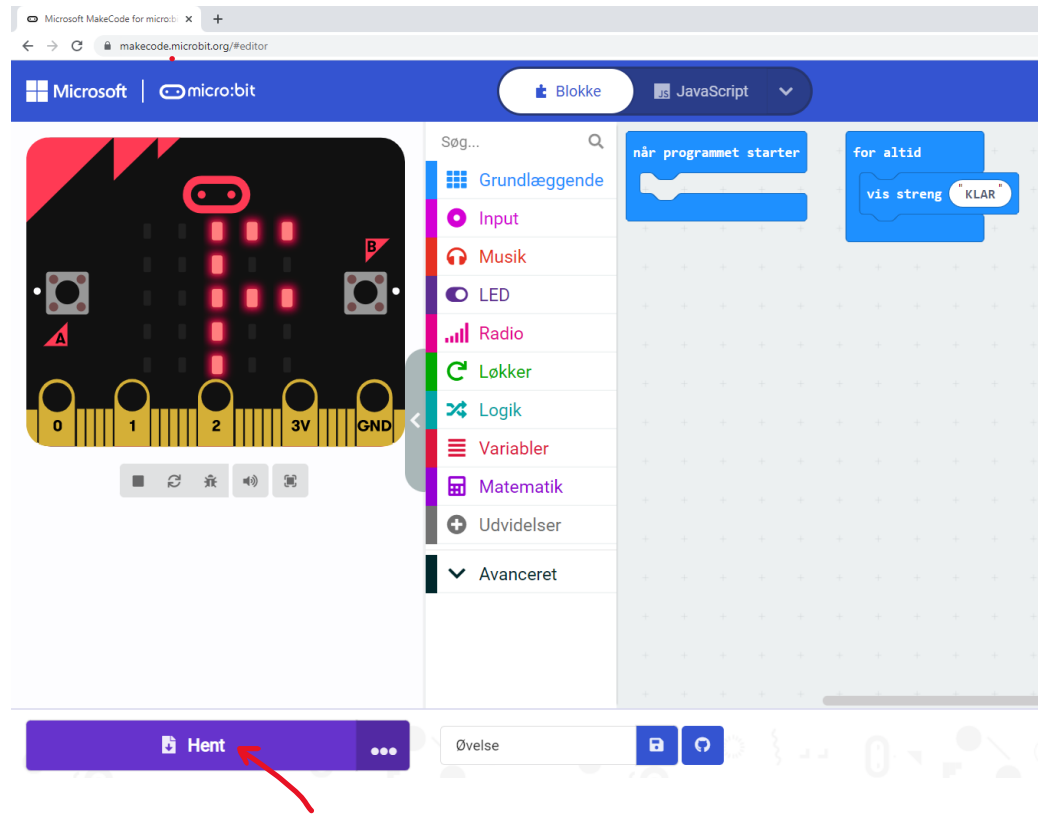 Microsoft MakeCode for micro:b
makecode.microbit.org/#editor
Microsoft micro:bit
Blokke
JS JavaScript
Søg...
Grundlæggende
Input
Musik
LED
Radio
Løkker
Logik
Variabler
Matematik
Udvidelser
Avanceret
når programmet starter
for altid
vis streng "KLAR"
B
A
0 1 2 3V GND
Hent
Øvelse